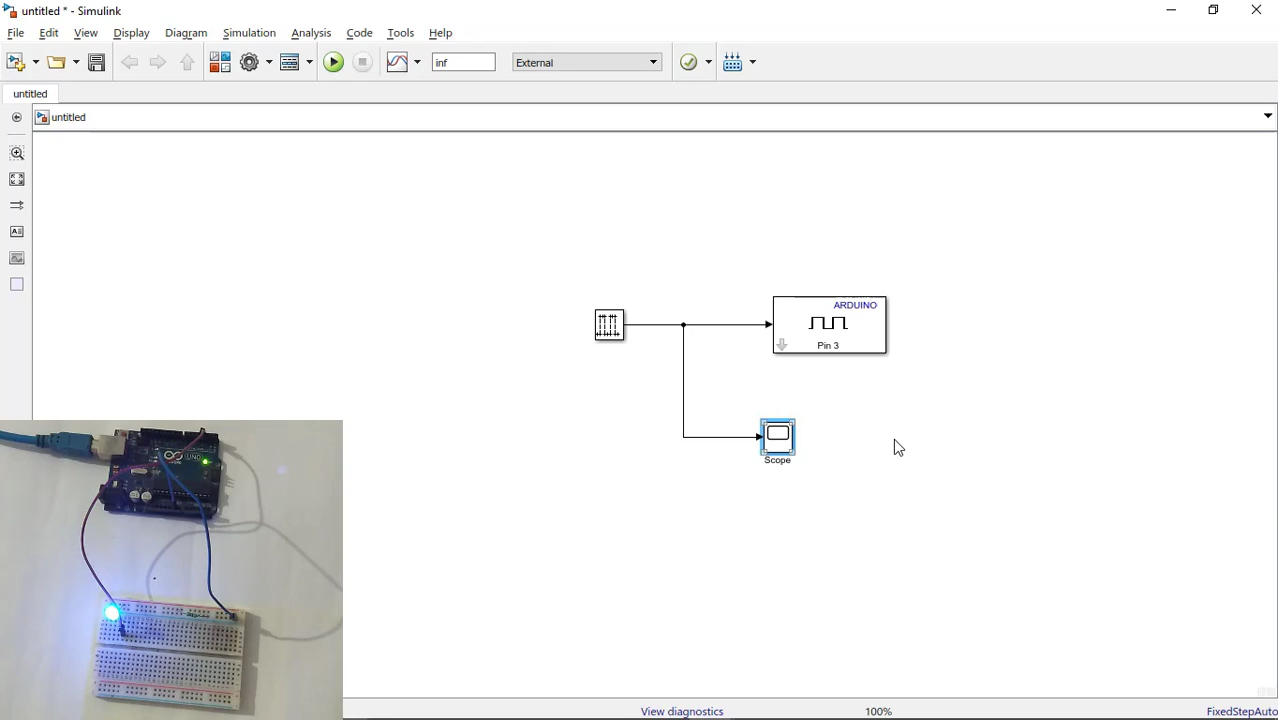 untitled * - Simulink
File Edit View Display Diagram Simulation Analysis Code Tools Help
inf External
untitled
untitled
ARDUINO
Pin 3
Scope
UNO
View diagnostics 100% FixedStepAuto